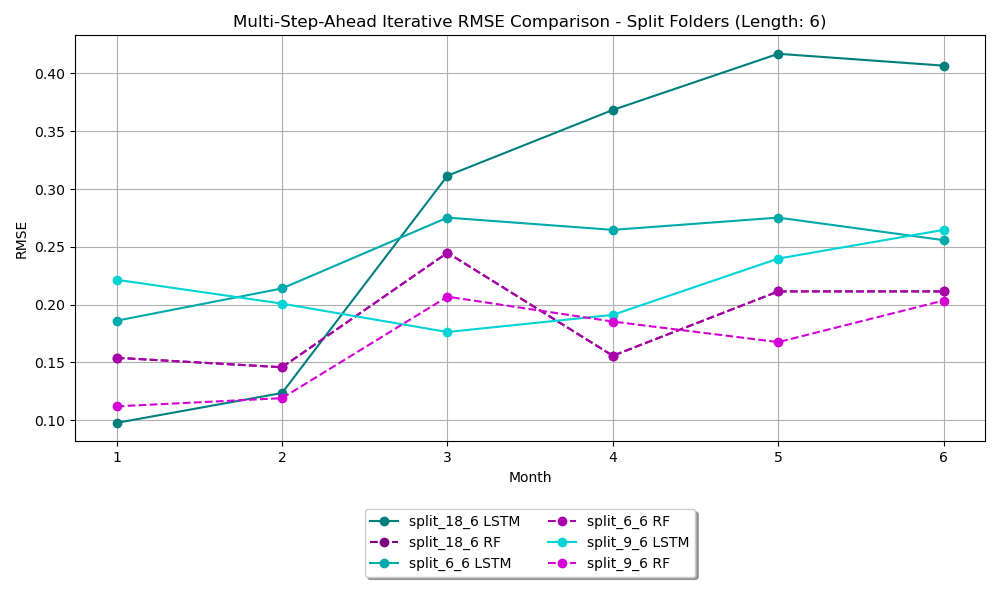 Multi-Step-Ahead Iterative RMSE Comparison - Split Folders (Length: 6)
RMSE
0.40
0.35
0.30
0.25
0.20
0.15
0.10
1 2 3 4 5 6
Month
split_18_6 LSTM
split_18_6 RF
split_6_6 LSTM
split_6_6 RF
split_9_6 LSTM
split_9_6 RF